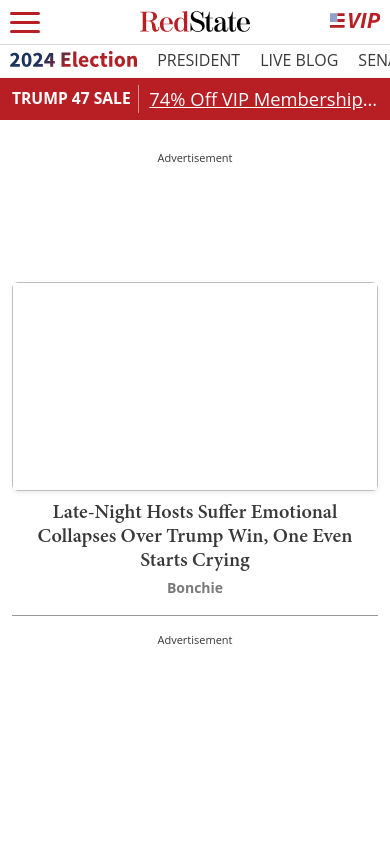 RedState
VIP
2024 Election PRESIDENT LIVE BLOG SENA
TRUMP 47 SALE 74% Off VIP Membership...
Advertisement
Late-Night Hosts Suffer Emotional
Collapses Over Trump Win, One Even
Starts Crying
Bonchie
Advertisement